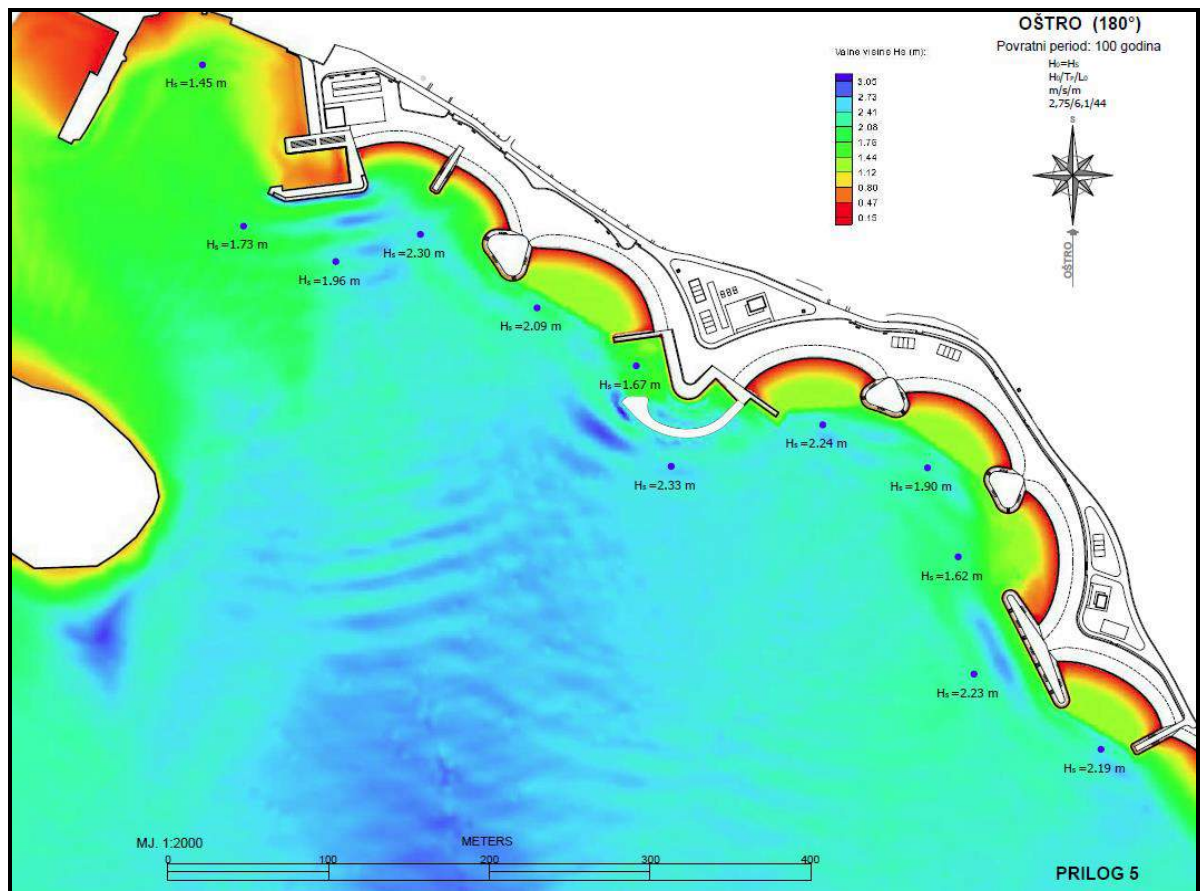 OŠTRO (180°)
Povratni period: 100 godina
H₀=Hₛ
H₀/Tₚ/L₀
m/s/m
2,75/6,1/44
S
OŠTRO
Valne visine Hs (m):
3.05
2.73
2.41
2.08
1.76
1.44
1.12
0.80
0.47
0.15
Hₛ =1.45 m
Hₛ =1.73 m
Hₛ =1.96 m
Hₛ =2.30 m
Hₛ =2.09 m
Hₛ =1.67 m
Hₛ =2.33 m
Hₛ =2.24 m
Hₛ =1.90 m
Hₛ =1.62 m
Hₛ =2.23 m
Hₛ =2.19 m
MJ. 1:2000
METERS
0 100 200 300 400
PRILOG 5